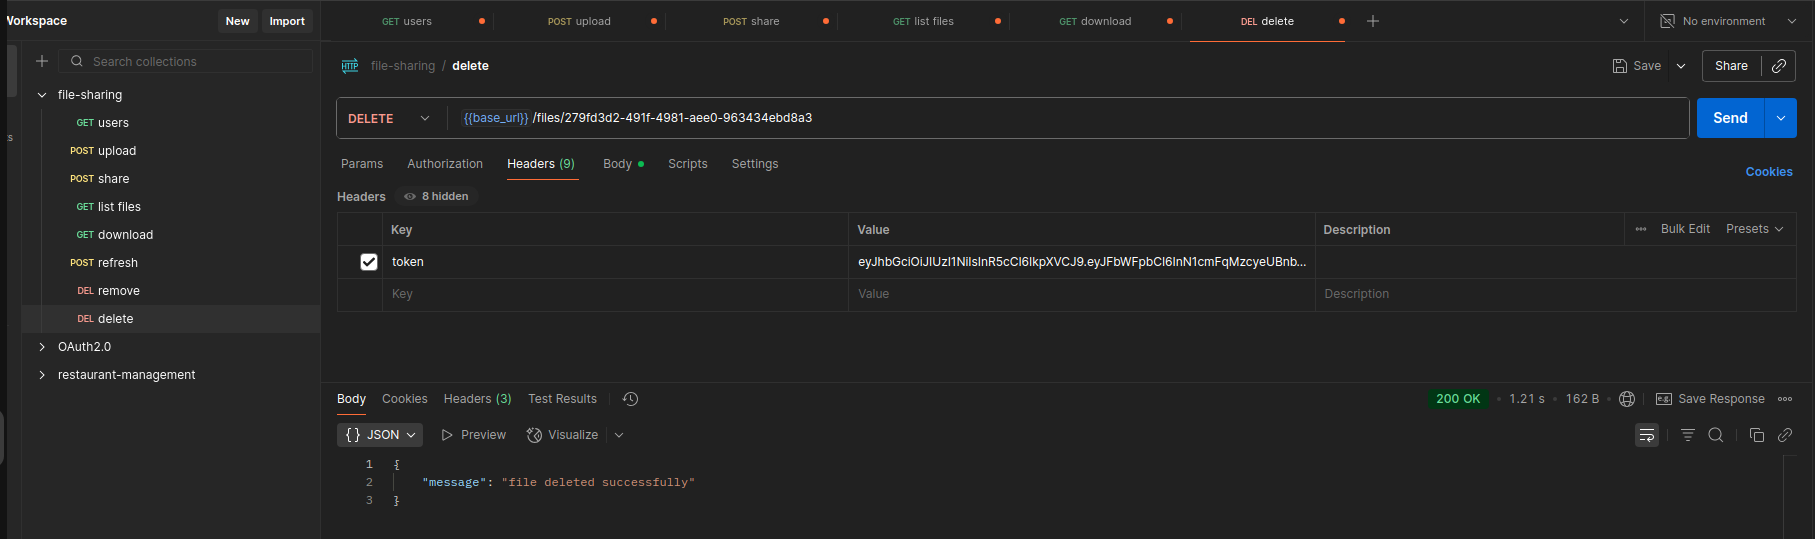 Workspace
New
Import
GET users
POST upload
POST share
GET list files
GET download
DEL delete
No environment
Search collections
HTTP
file-sharing / delete
Save
Share
file-sharing
GET users
POST upload
POST share
GET list files
GET download
POST refresh
DEL remove
DEL delete
OAuth2.0
restaurant-management
DELETE
{{base_url}} /files/279fd3d2-491f-4981-aee0-963434ebd8a3
Send
Params
Authorization
Headers (9)
Body
Scripts
Settings
Cookies
Headers
8 hidden
Key
Value
Description
Bulk Edit
Presets
token
Key
Value
Description
Body
Cookies
Headers (3)
Test Results
200 OK
1.21 s
162 B
e.g.
Save Response
{} JSON
Preview
Visualize
1 {
2 "message": "file deleted successfully"
3 }